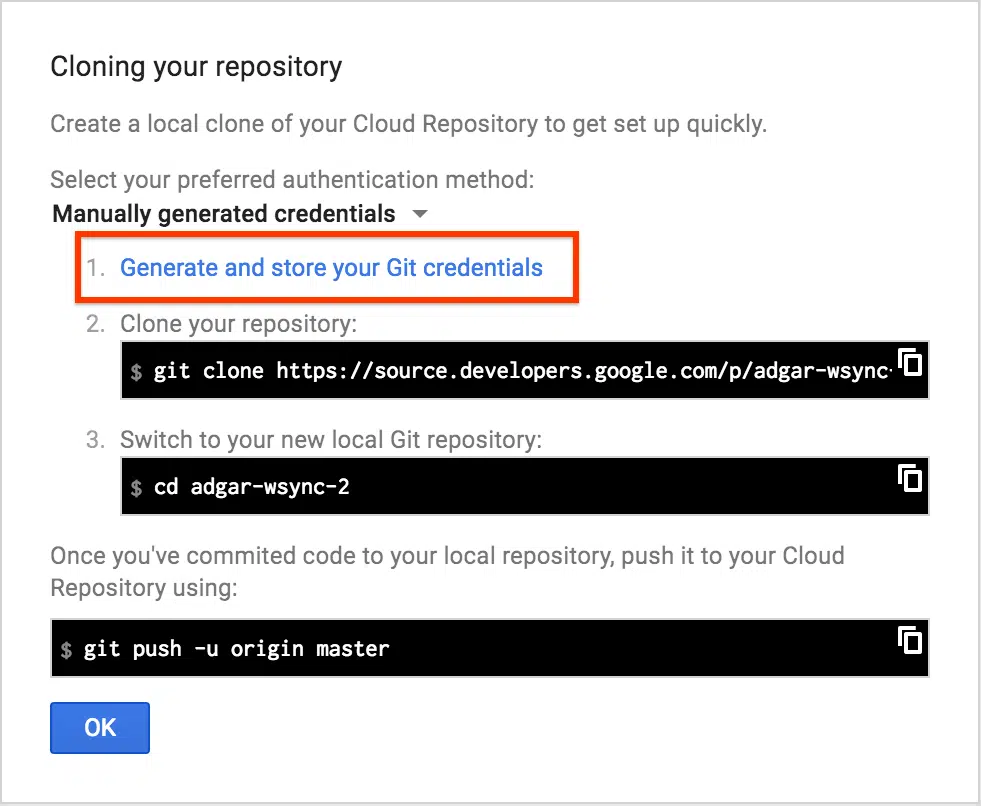 Cloning your repository
Create a local clone of your Cloud Repository to get set up quickly.
Select your preferred authentication method:
Manually generated credentials
1. Generate and store your Git credentials
2. Clone your repository:
$ git clone https://source.developers.google.com/p/adgar-wsync-
3. Switch to your new local Git repository:
$ cd adgar-wsync-2
Once you've commited code to your local repository, push it to your Cloud
Repository using:
$ git push -u origin master
OK